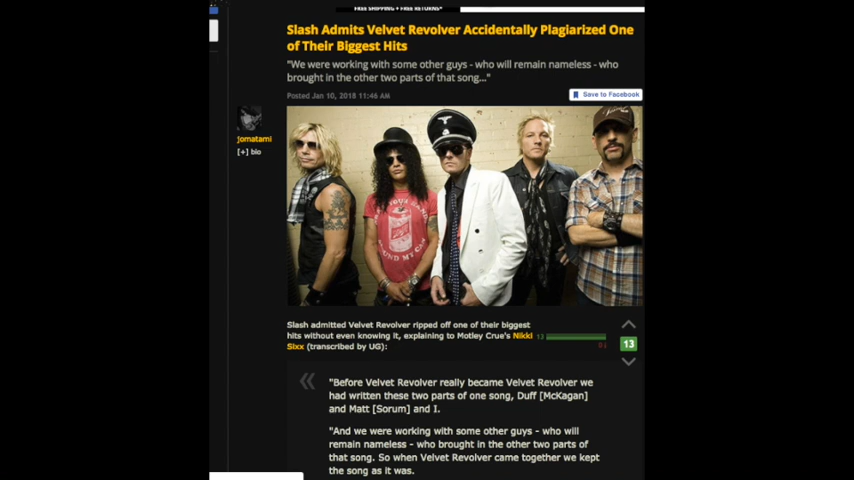 FREE SHIPPING + FREE RETURNS*
Slash Admits Velvet Revolver Accidentally Plagiarized One
of Their Biggest Hits
"We were working with some other guys - who will remain nameless - who
brought in the other two parts of that song..."
Posted Jan 10, 2018 11:46 AM
Save to Facebook
jomatami
[+] bio
Slash admitted Velvet Revolver ripped off one of their biggest
hits without even knowing it, explaining to Motley Crue's Nikki
Sixx (transcribed by UG):
13
13
"Before Velvet Revolver really became Velvet Revolver we
had written these two parts of one song, Duff [McKagan]
and Matt [Sorum] and I.
"And we were working with some other guys - who will
remain nameless - who brought in the other two parts of
that song. So when Velvet Revolver came together we kept
the song as it was.